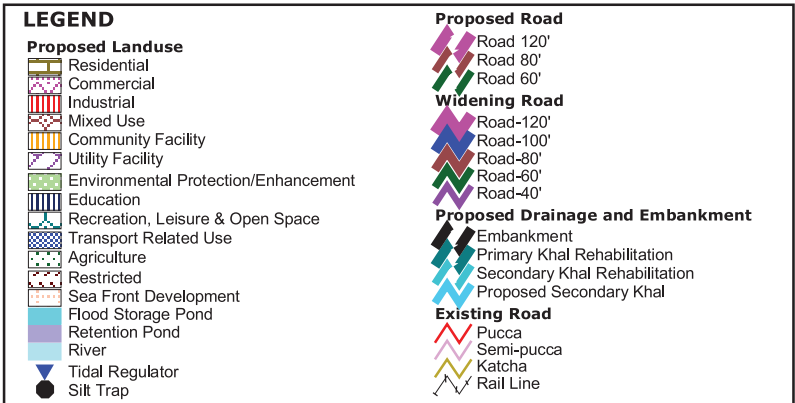 LEGEND
Proposed Landuse
Residential
Commercial
Industrial
Mixed Use
Community Facility
Utility Facility
Environmental Protection/Enhancement
Education
Recreation, Leisure & Open Space
Transport Related Use
Agriculture
Restricted
Sea Front Development
Flood Storage Pond
Retention Pond
River
Tidal Regulator
Silt Trap
Proposed Road
Road 120'
Road 80'
Road 60'
Widening Road
Road-120'
Road-100'
Road-80'
Road-60'
Road-40'
Proposed Drainage and Embankment
Embankment
Primary Khal Rehabilitation
Secondary Khal Rehabilitation
Proposed Secondary Khal
Existing Road
Pucca
Semi-pucca
Katcha
Rail Line